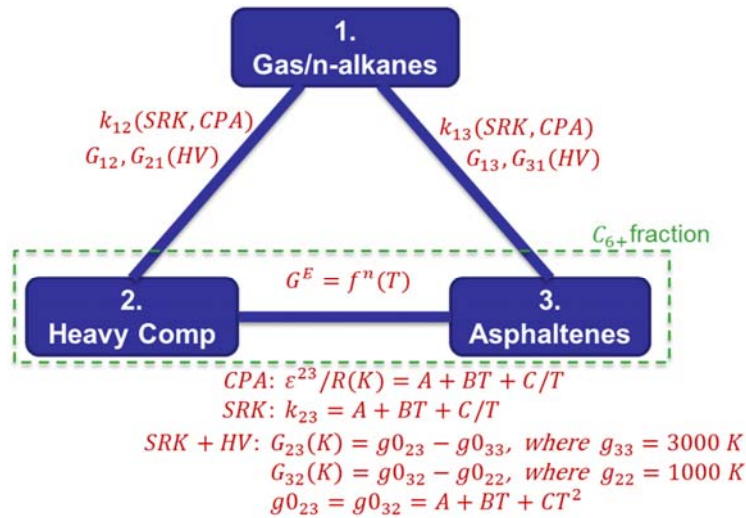 1.
Gas/n-alkanes
k₁₂(SRK, CPA)
G₁₂, G₂₁(HV)
k₁₃(SRK, CPA)
G₁₃, G₃₁(HV)
C₆₊fraction
2.
Heavy Comp
Gᴱ = fⁿ(T)
3.
Asphaltenes
CPA: ε²³/R(K) = A + BT + C/T
SRK: k₂₃ = A + BT + C/T
SRK + HV: G₂₃(K) = g0₂₃ − g0₃₃, where g₃₃ = 3000 K
G₃₂(K) = g0₃₂ − g0₂₂, where g₂₂ = 1000 K
g0₂₃ = g0₃₂ = A + BT + CT²